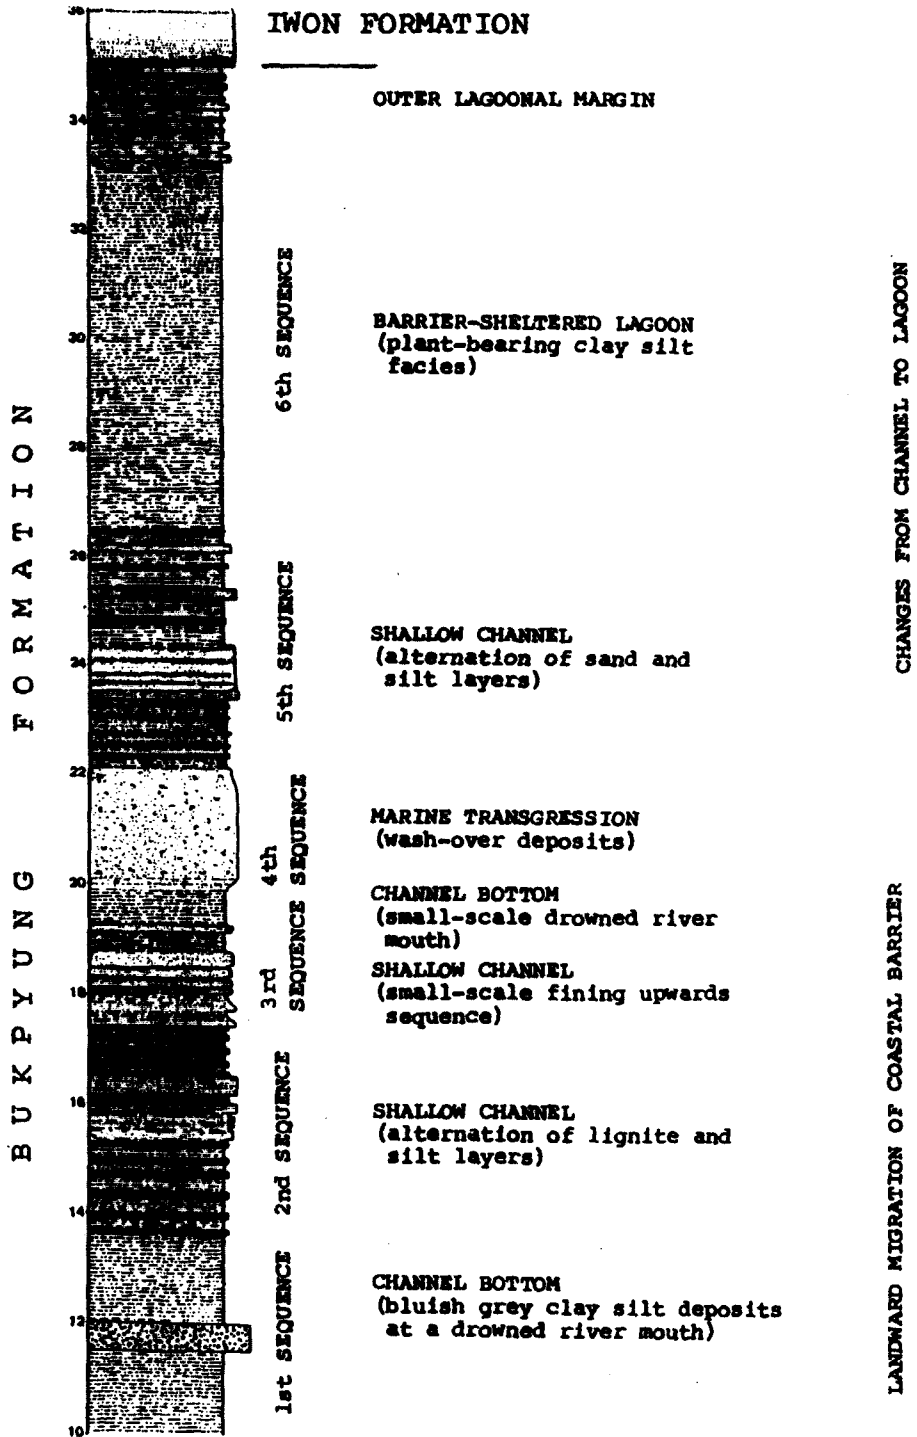 IWON FORMATION
36
OUTER LAGOONAL MARGIN
34
32
6th SEQUENCE
BARRIER-SHELTERED LAGOON
(plant-bearing clay silt
facies)
30
28
26
5th SEQUENCE
SHALLOW CHANNEL
(alternation of sand and
silt layers)
24
22
4th
SEQUENCE
MARINE TRANSGRESSION
(wash-over deposits)
20
CHANNEL BOTTOM
(small-scale drowned river
mouth)
3rd
SEQUENCE
SHALLOW CHANNEL
(small-scale fining upwards
sequence)
18
16
2nd SEQUENCE
SHALLOW CHANNEL
(alternation of lignite and
silt layers)
14
1st SEQUENCE
CHANNEL BOTTOM
(bluish grey clay silt deposits
at a drowned river mouth)
12
10
BUKPYUNG FORMATION
CHANGES FROM CHANNEL TO LAGOON
LANDWARD MIGRATION OF COASTAL BARRIER